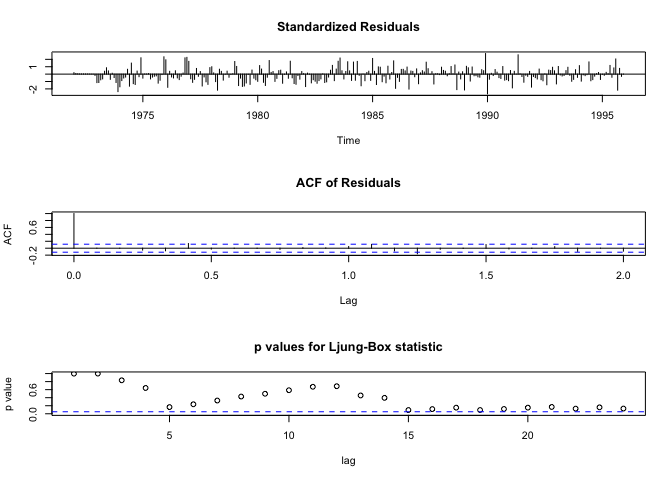 Standardized Residuals
1
-2
1975 1980 1985 1990 1995
Time
ACF of Residuals
ACF
0.6
-0.2
0.0 0.5 1.0 1.5 2.0
Lag
p values for Ljung-Box statistic
p value
0.6
0.0
5 10 15 20
lag